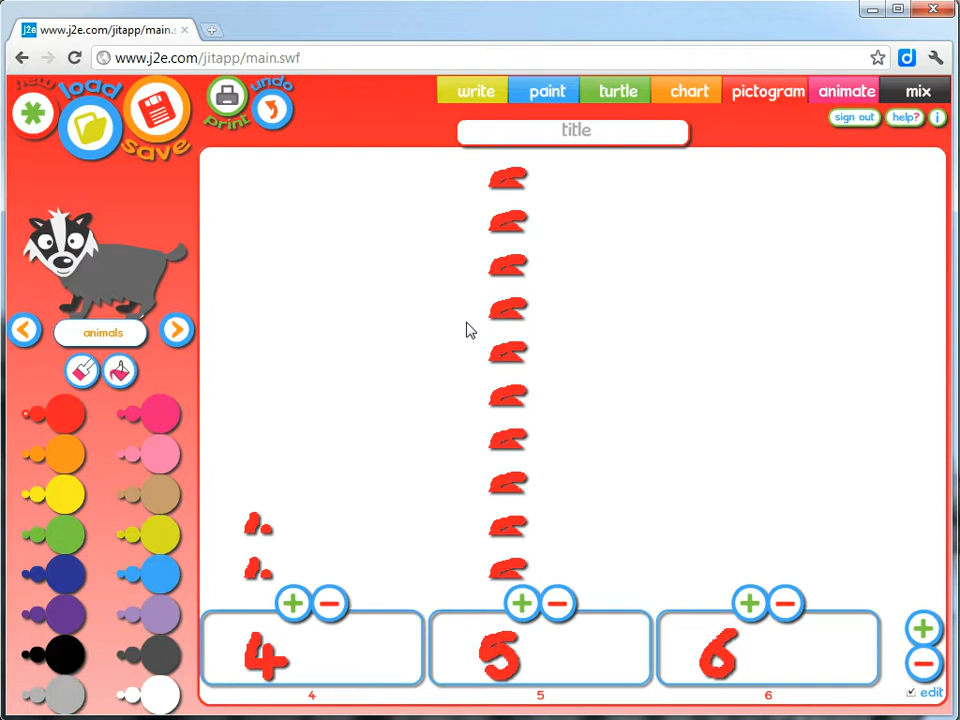 www.j2e.com/jitapp/main.s
www.j2e.com/jitapp/main.swf
new load save print undo
write paint turtle chart pictogram animate mix
sign out help? i
title
animals
4 5 6
4 5 6
edit